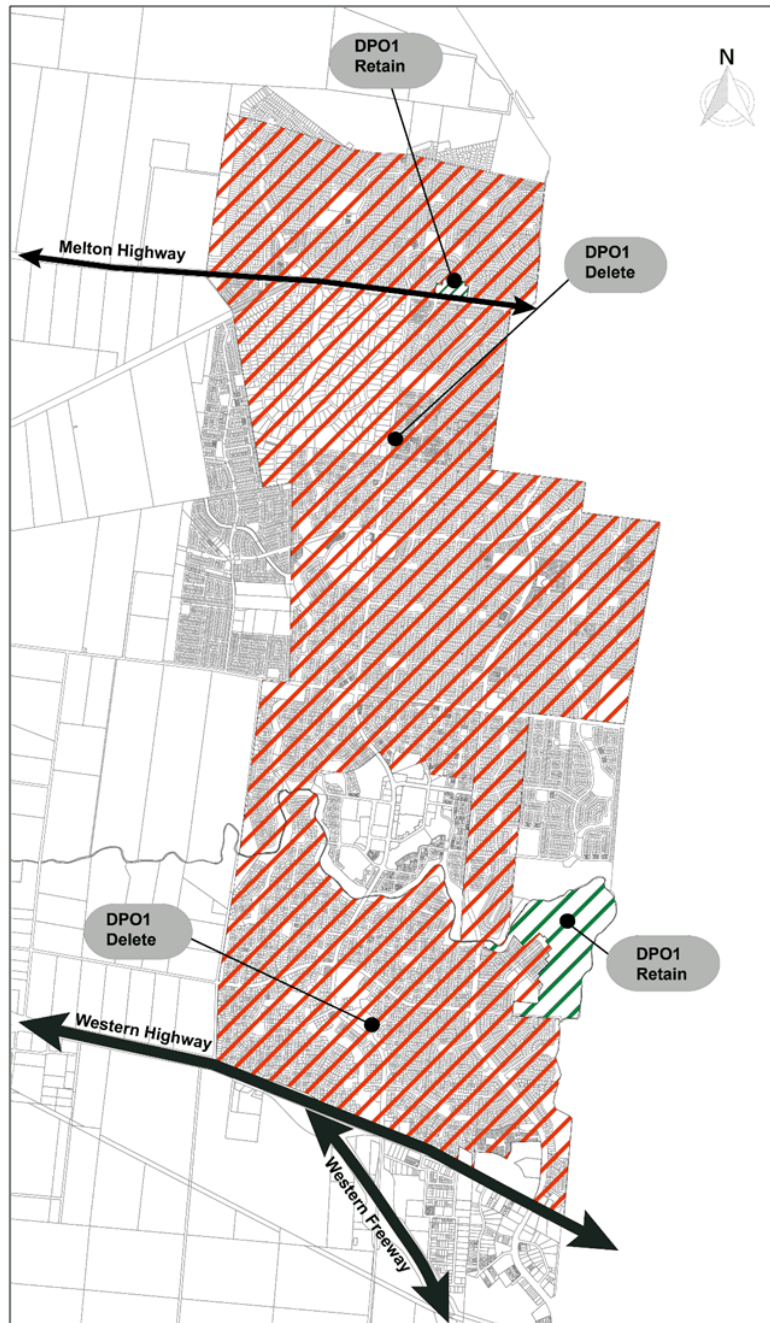 DPO1
Retain
N
Melton Highway
DPO1
Delete
DPO1
Delete
DPO1
Retain
Western Highway
Western Freeway